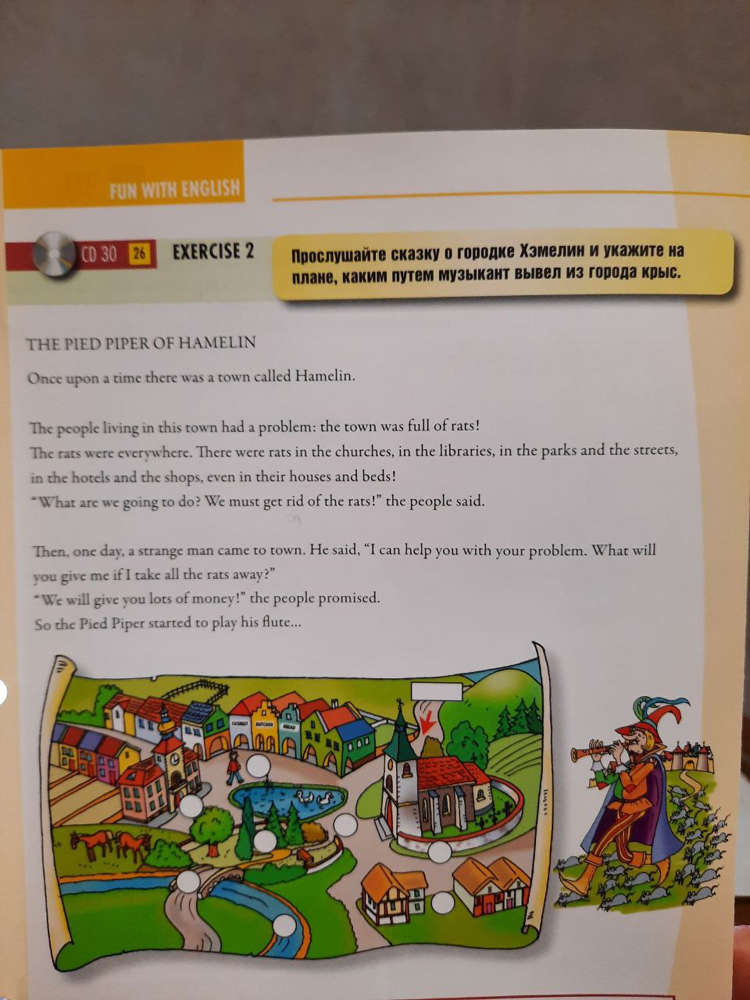 FUN WITH ENGLISH
CD 30 26 EXERCISE 2
Прослушайте сказку о городке Хэмелин и укажите на
плане, каким путем музыкант вывел из города крыс.
THE PIED PIPER OF HAMELIN
Once upon a time there was a town called Hamelin.
The people living in this town had a problem: the town was full of rats!
The rats were everywhere. There were rats in the churches, in the libraries, in the parks and the streets,
in the hotels and the shops, even in their houses and beds!
“What are we going to do? We must get rid of the rats!” the people said.
Then, one day, a strange man came to town. He said, “I can help you with your problem. What will
you give me if I take all the rats away?”
“We will give you lots of money!” the people promised.
So the Pied Piper started to play his flute...
CHEMIST BUTCHER BREAD